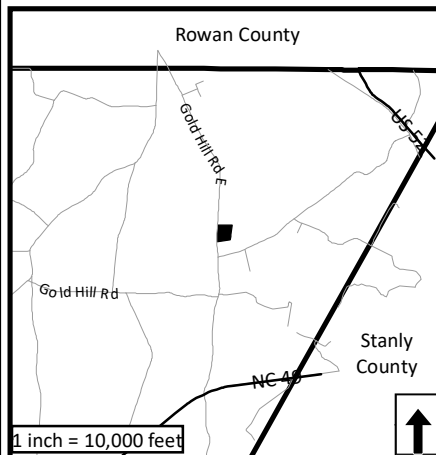 Rowan County
US 52
Gold Hill Rd E
Gold Hill Rd
Stanly
County
NC 49
1 inch = 10,000 feet